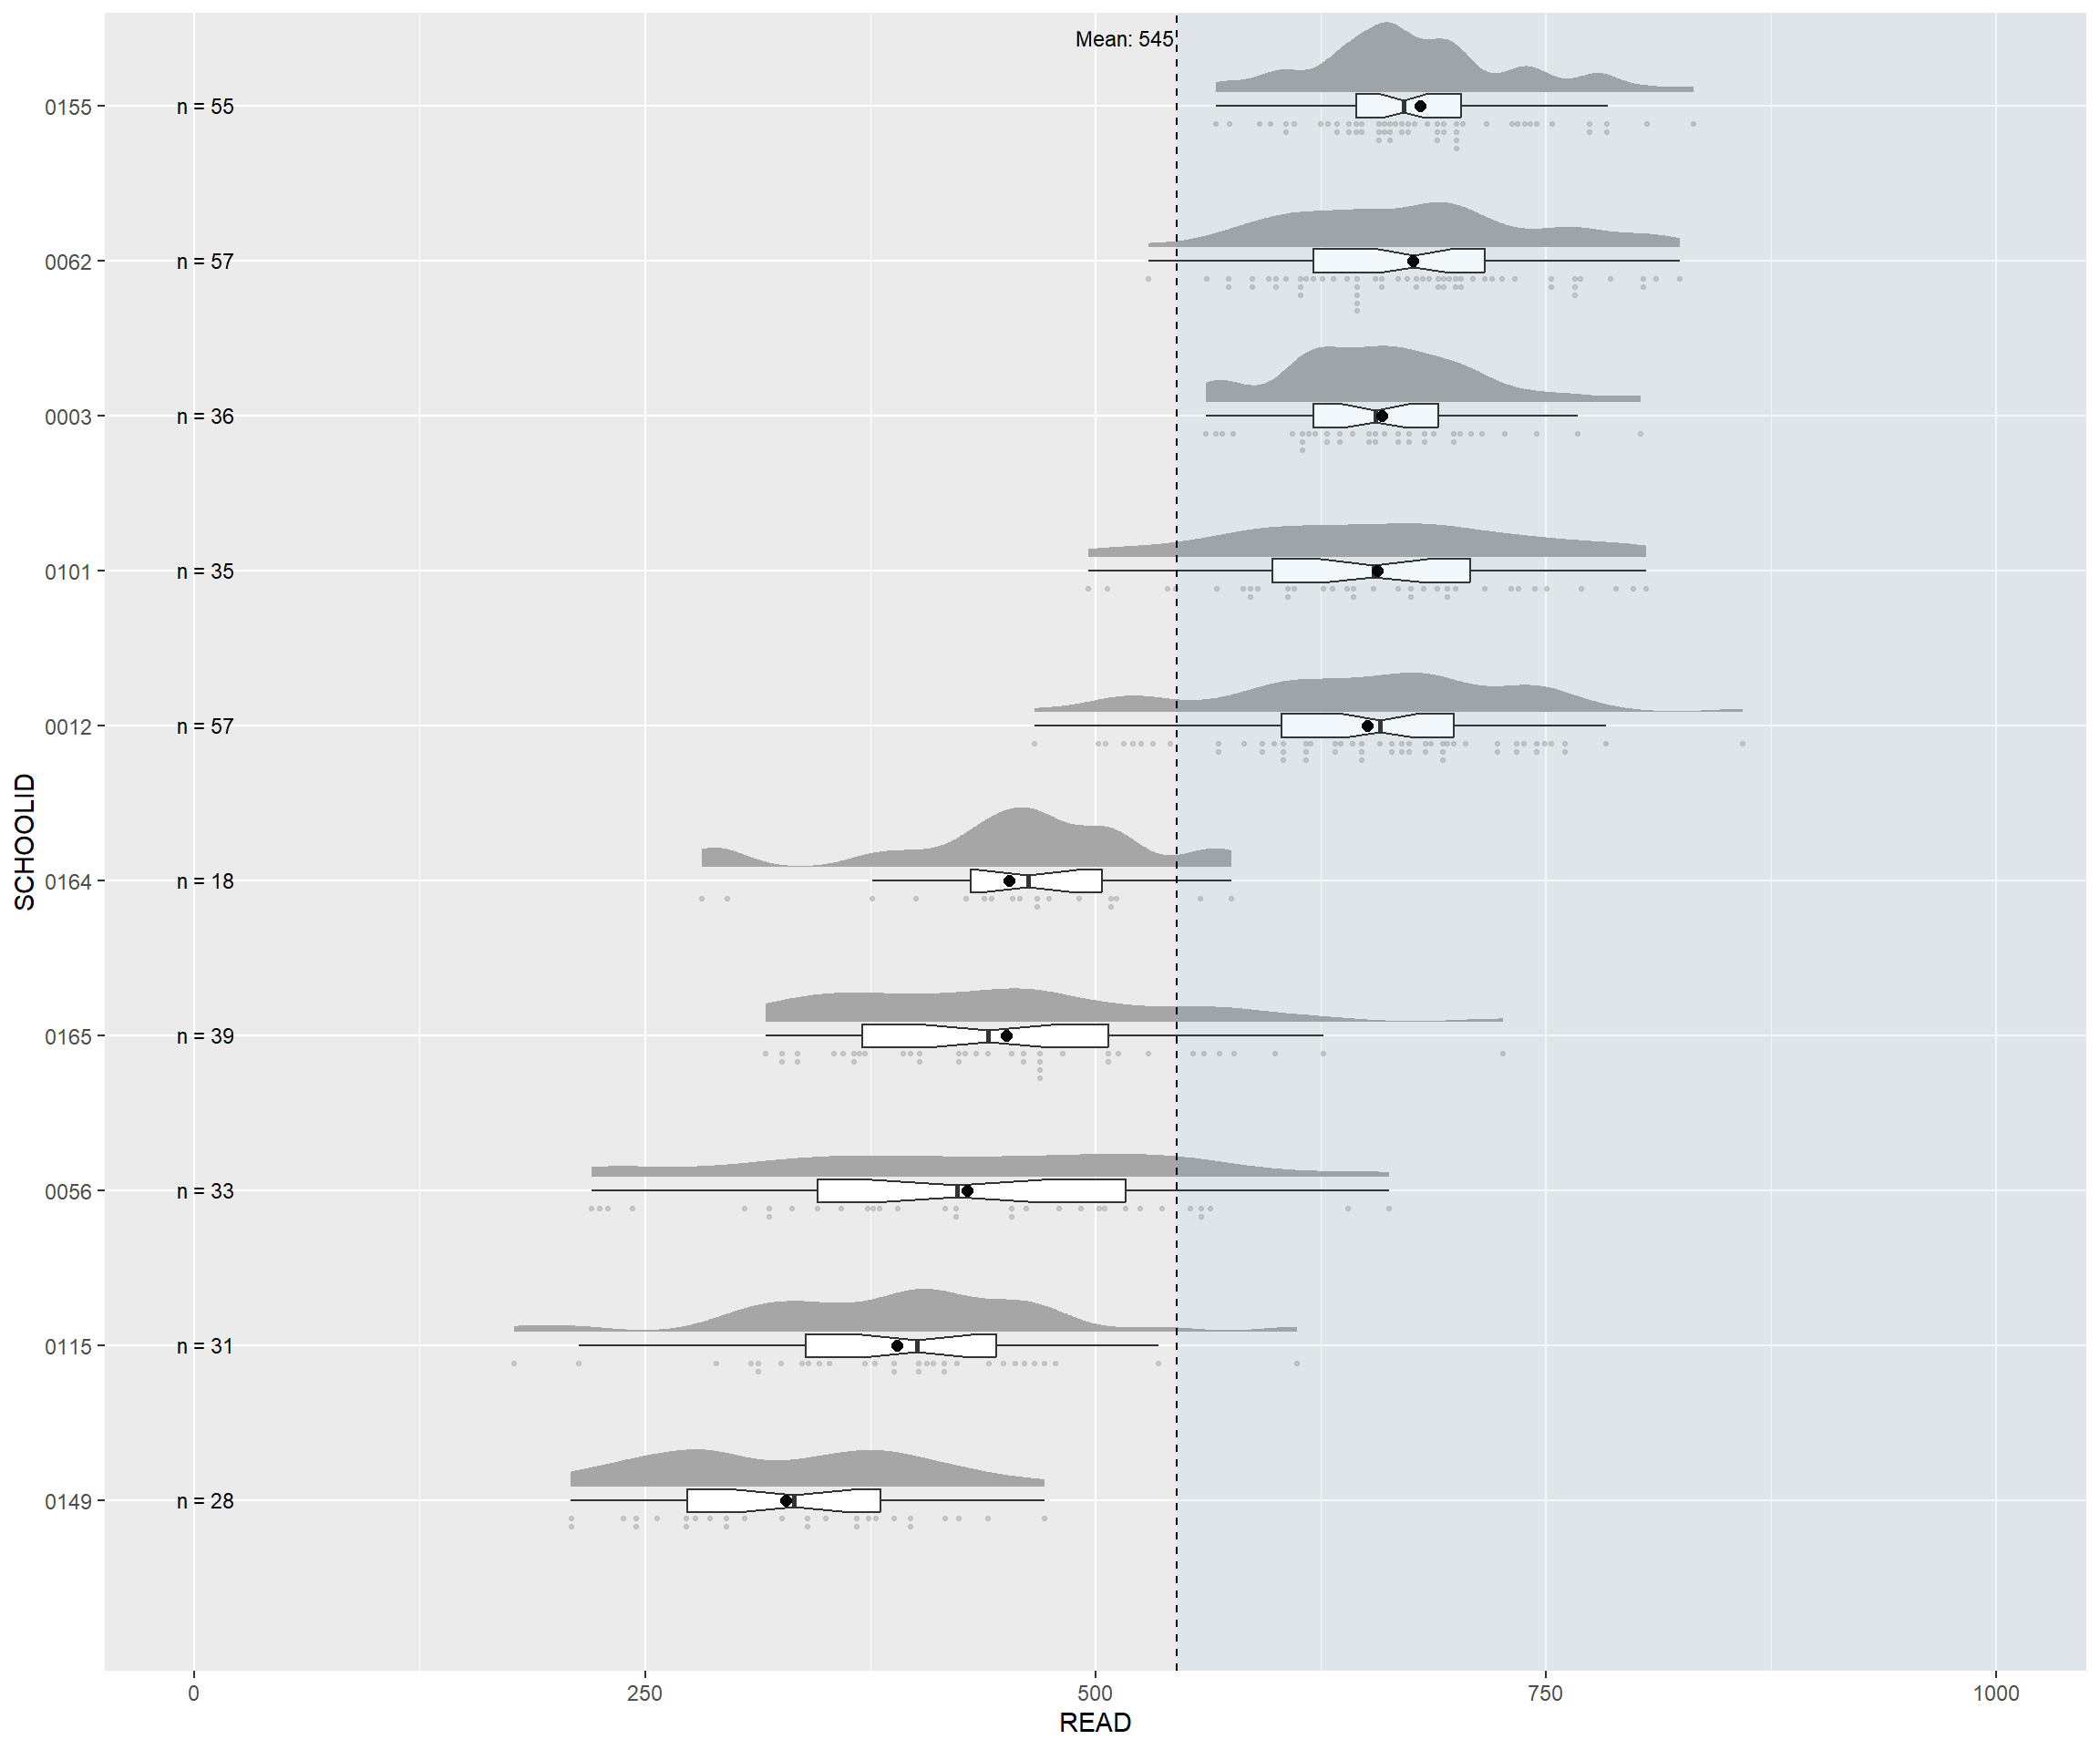 Mean: 545
0155 n = 55
0062 n = 57
0003 n = 36
0101 n = 35
0012 n = 57
0164 n = 18
0165 n = 39
0056 n = 33
0115 n = 31
0149 n = 28
SCHOOLID
0 250 500 750 1000
READ